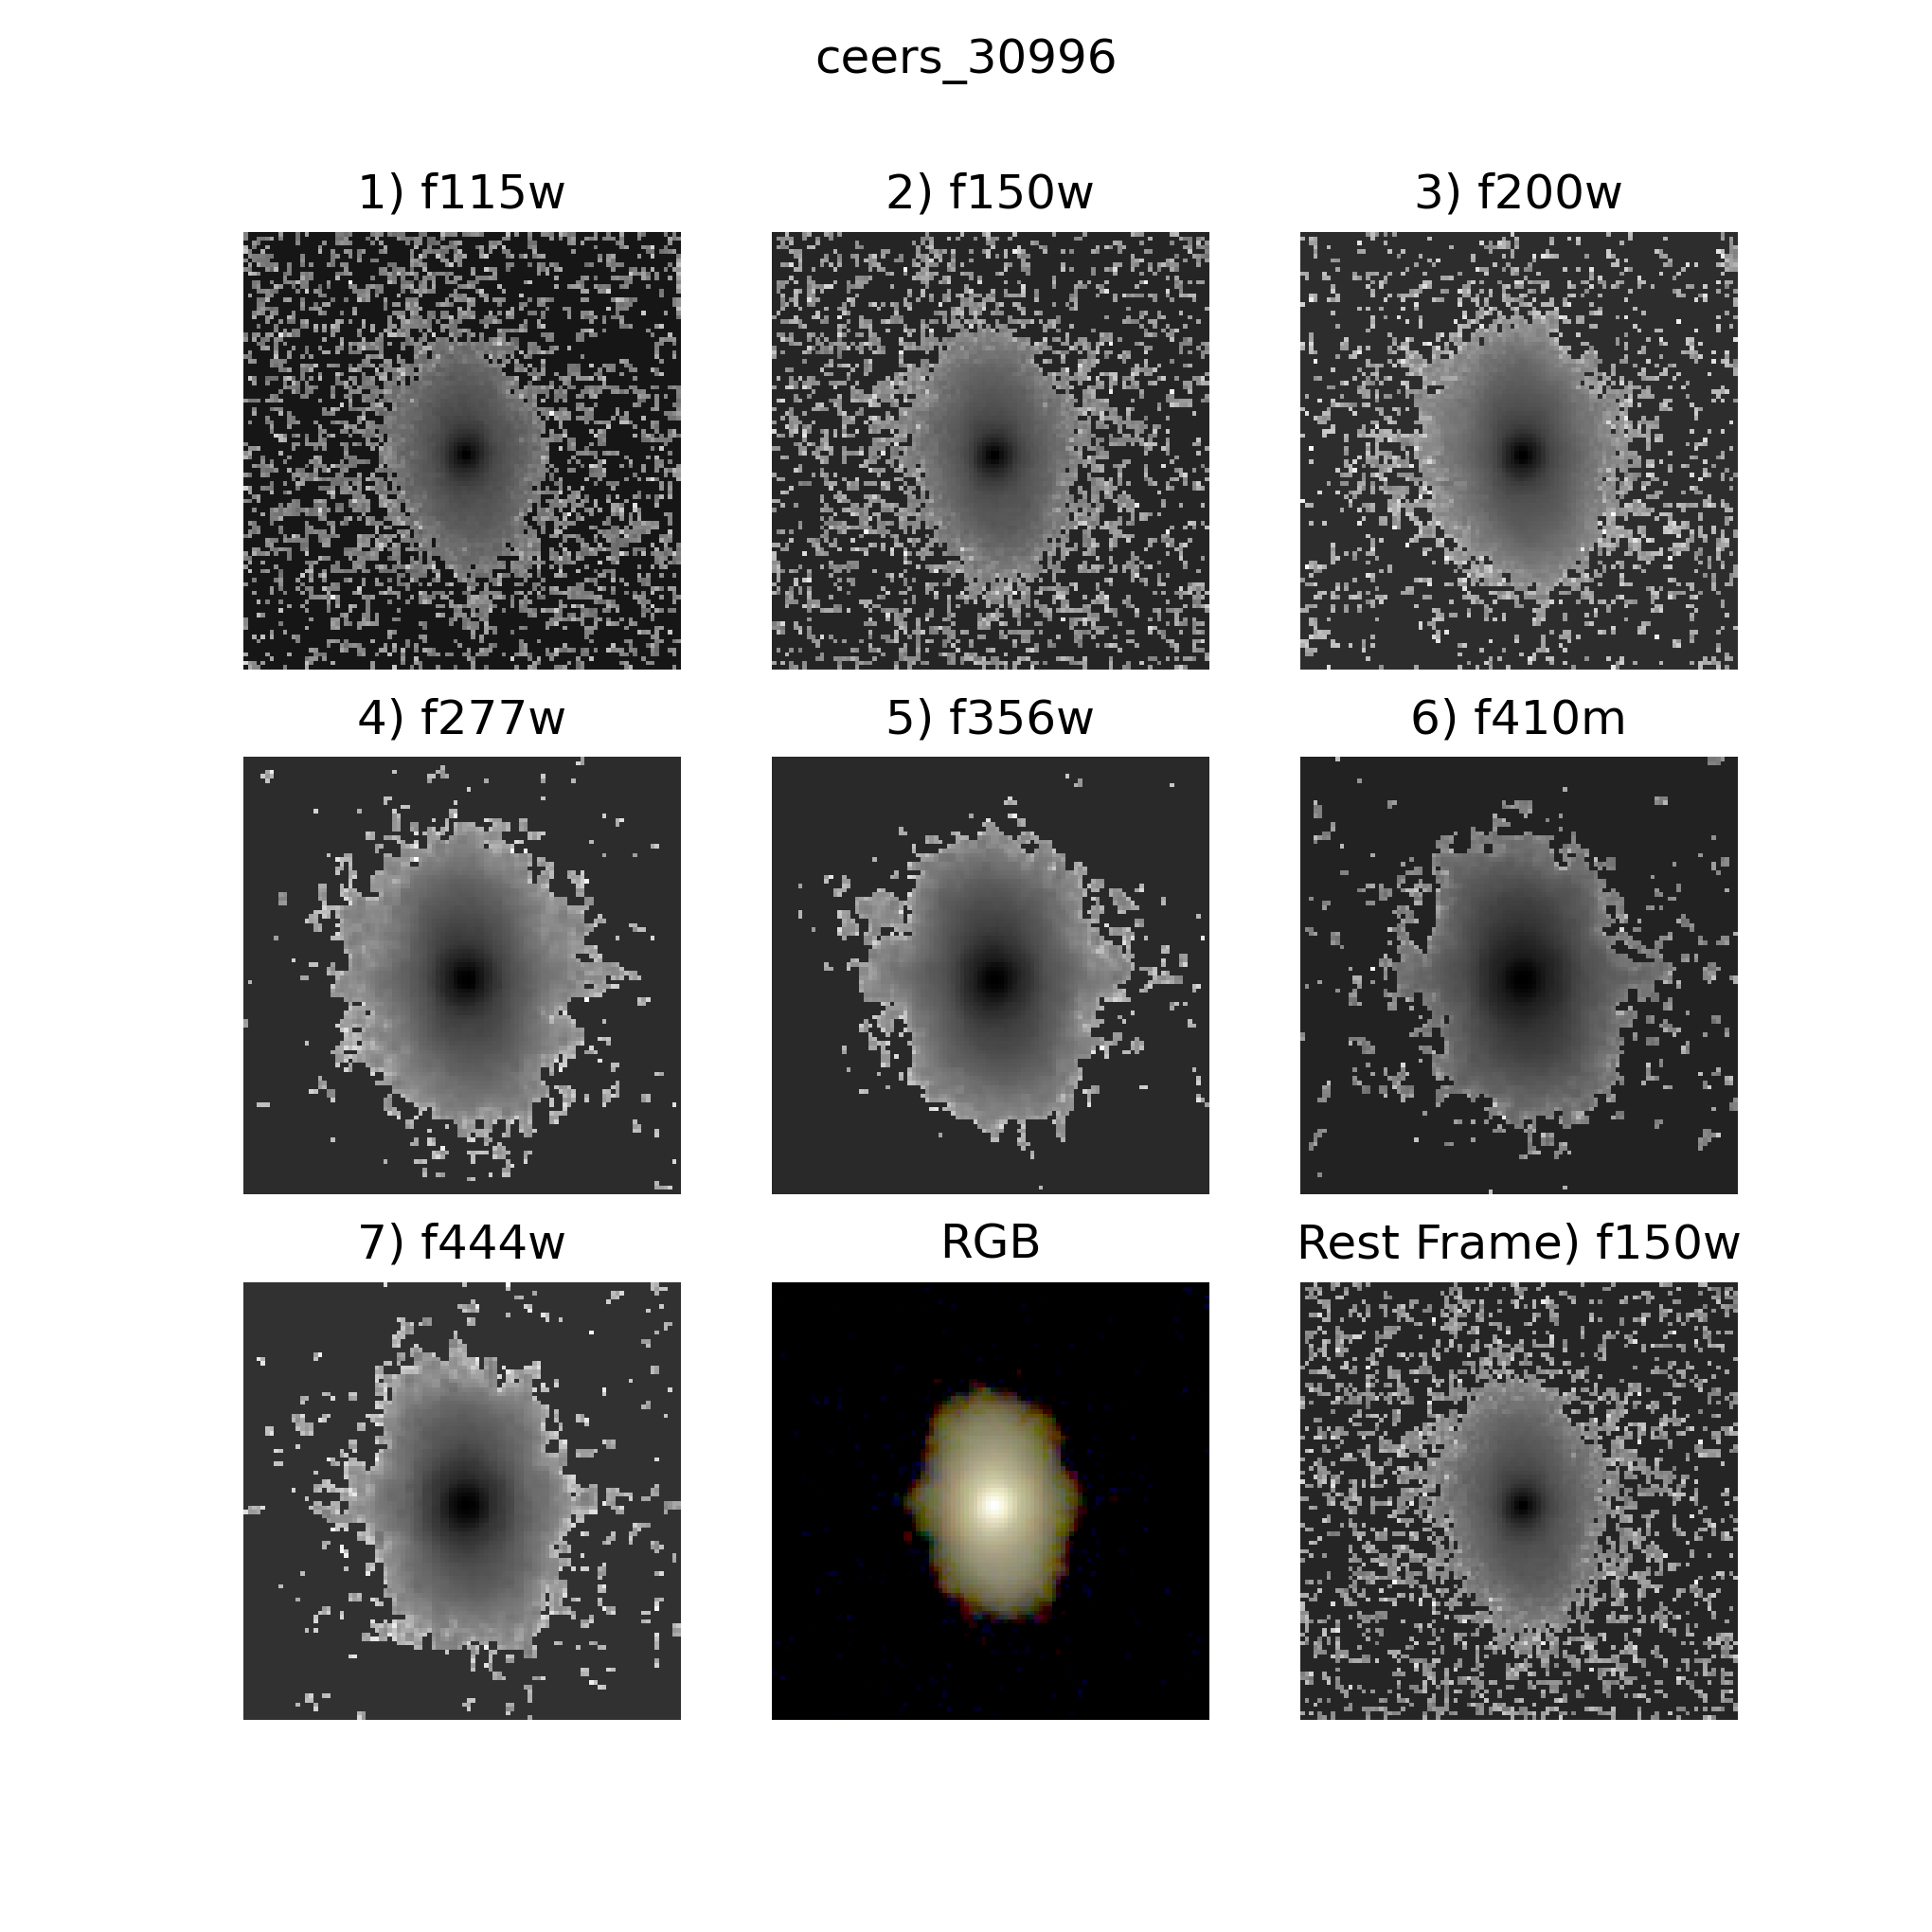 ceers_30996
1) f115w
2) f150w
3) f200w
4) f277w
5) f356w
6) f410m
7) f444w
RGB
Rest Frame) f150w